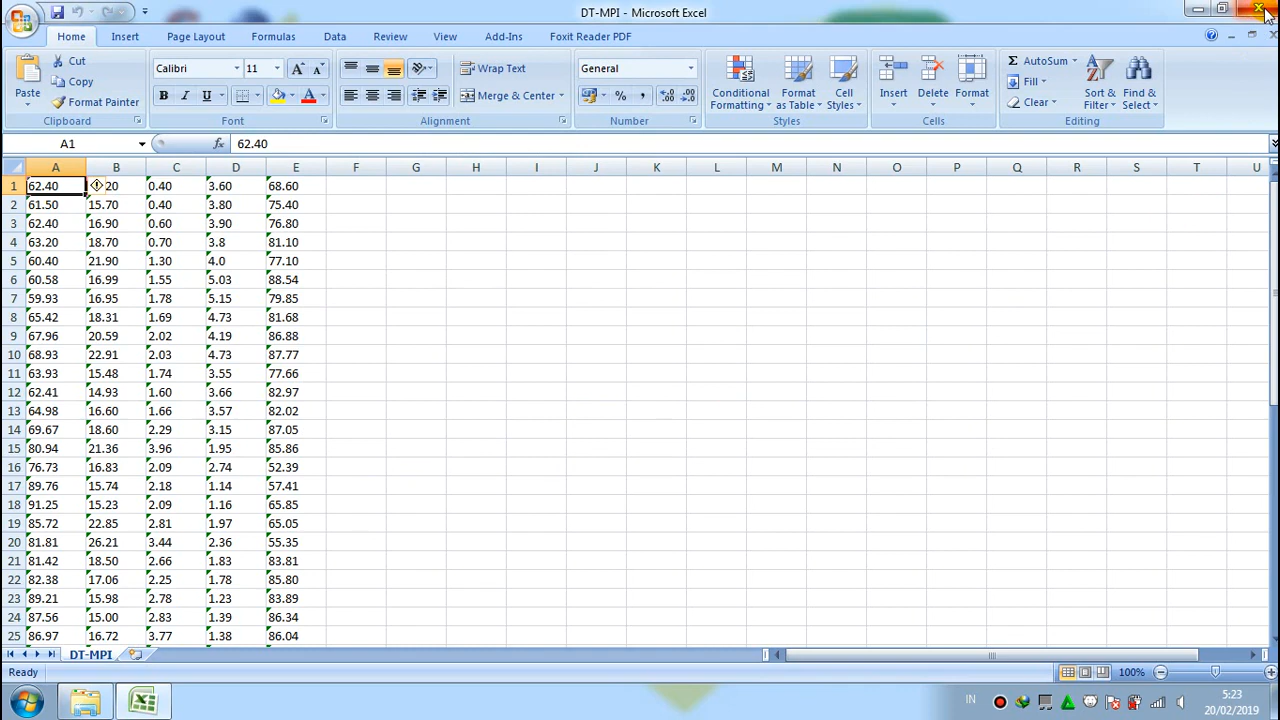 DT-MPI - Microsoft Excel
Home Insert Page Layout Formulas Data Review View Add-Ins Foxit Reader PDF
Cut Calibri 11 Wrap Text General AutoSum
Paste Copy Conditional Formatting Format as Table Cell Styles Insert Delete Format Fill Sort & Filter Find & Select
Format Painter B I U Merge & Center % , Clear
Clipboard Font Alignment Number Styles Cells Editing
A1 fx 62.40
A B C D E F G H I J K L M N O P Q R S T U
1 62.40 20 0.40 3.60 68.60
2 61.50 15.70 0.40 3.80 75.40
3 62.40 16.90 0.60 3.90 76.80
4 63.20 18.70 0.70 3.8 81.10
5 60.40 21.90 1.30 4.0 77.10
6 60.58 16.99 1.55 5.03 88.54
7 59.93 16.95 1.78 5.15 79.85
8 65.42 18.31 1.69 4.73 81.68
9 67.96 20.59 2.02 4.19 86.88
10 68.93 22.91 2.03 4.73 87.77
11 63.93 15.48 1.74 3.55 77.66
12 62.41 14.93 1.60 3.66 82.97
13 64.98 16.60 1.66 3.57 82.02
14 69.67 18.60 2.29 3.15 87.05
15 80.94 21.36 3.96 1.95 85.86
16 76.73 16.83 2.09 2.74 52.39
17 89.76 15.74 2.18 1.14 57.41
18 91.25 15.23 2.09 1.16 65.85
19 85.72 22.85 2.81 1.97 65.05
20 81.81 26.21 3.44 2.36 55.35
21 81.42 18.50 2.66 1.83 83.81
22 82.38 17.06 2.25 1.78 85.80
23 89.21 15.98 2.78 1.23 83.89
24 87.56 15.00 2.83 1.39 86.34
25 86.97 16.72 3.77 1.38 86.04
DT-MPI
Ready 100%
IN 5:23
20/02/2019